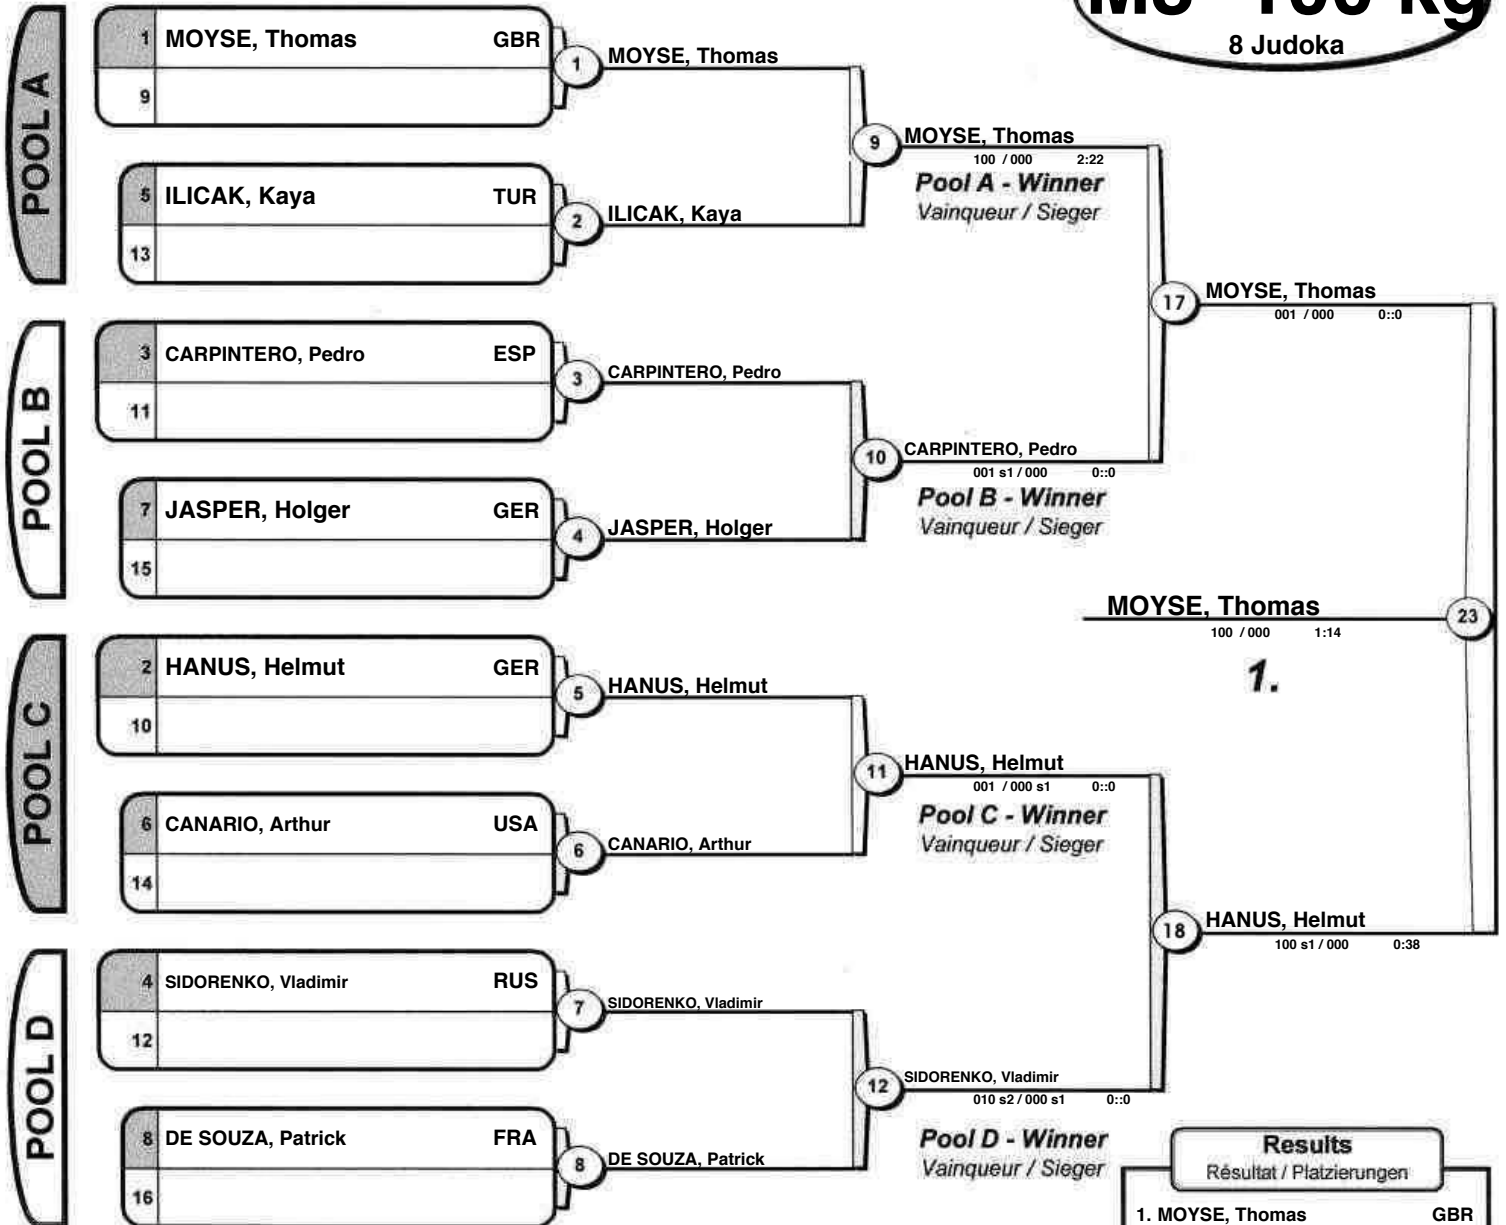 8 Judoka
POOL A
1 MOYSE, Thomas GBR
9
1 MOYSE, Thomas
5 ILICAK, Kaya TUR
13
2 ILICAK, Kaya
9 MOYSE, Thomas
100 / 000 2:22
Pool A - Winner
Vainqueur / Sieger
POOL B
3 CARPINTERO, Pedro ESP
11
3 CARPINTERO, Pedro
7 JASPER, Holger GER
15
4 JASPER, Holger
10 CARPINTERO, Pedro
001 s1 / 000 0::0
Pool B - Winner
Vainqueur / Sieger
17 MOYSE, Thomas
001 / 000 0::0
MOYSE, Thomas 23
100 / 000 1:14
1.
POOL C
2 HANUS, Helmut GER
10
5 HANUS, Helmut
6 CANARIO, Arthur USA
14
6 CANARIO, Arthur
11 HANUS, Helmut
001 / 000 s1 0::0
Pool C - Winner
Vainqueur / Sieger
POOL D
4 SIDORENKO, Vladimir RUS
12
7 SIDORENKO, Vladimir
8 DE SOUZA, Patrick FRA
16
8 DE SOUZA, Patrick
12 SIDORENKO, Vladimir
010 s2 / 000 s1 0::0
Pool D - Winner
Vainqueur / Sieger
18 HANUS, Helmut
100 s1 / 000 0:38
Results
Résultat / Platzierungen
1. MOYSE, Thomas GBR